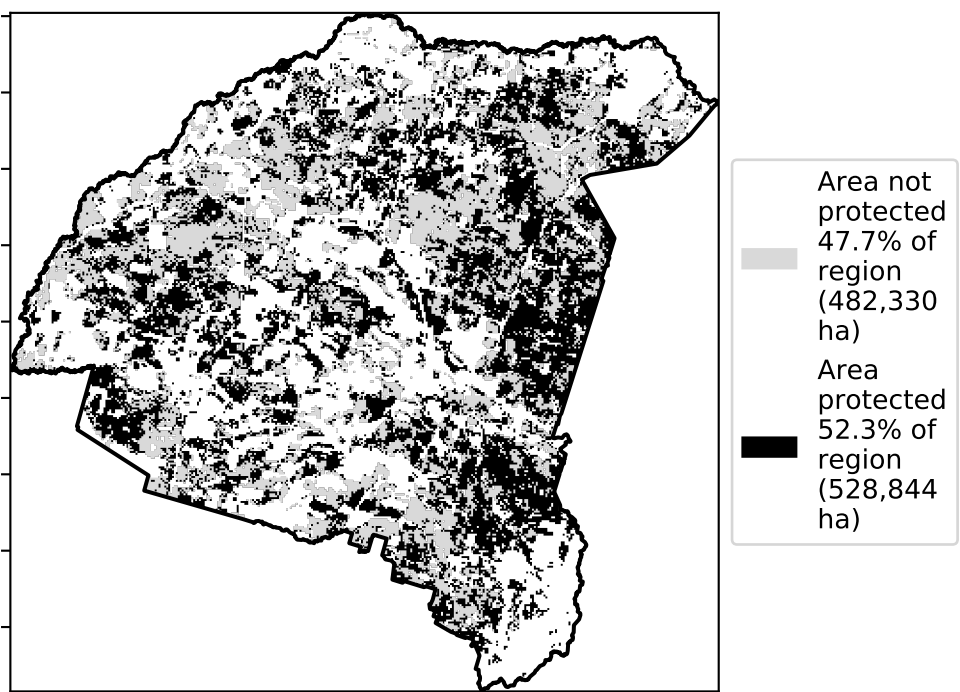 Area not
protected
47.7% of
region
(482,330
ha)
Area
protected
52.3% of
region
(528,844
ha)